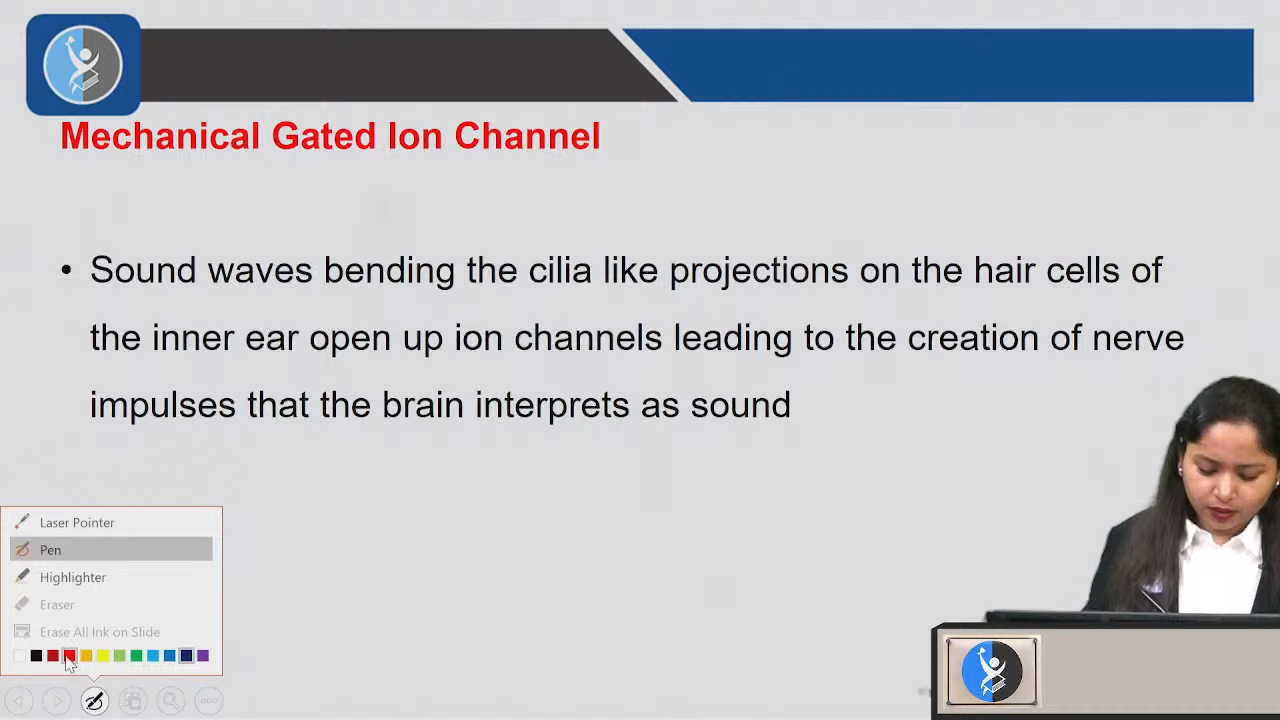 Mechanical Gated Ion Channel
• Sound waves bending the cilia like projections on the hair cells of
the inner ear open up ion channels leading to the creation of nerve
impulses that the brain interprets as sound
Laser Pointer
Pen
Highlighter
Eraser
Erase All Ink on Slide